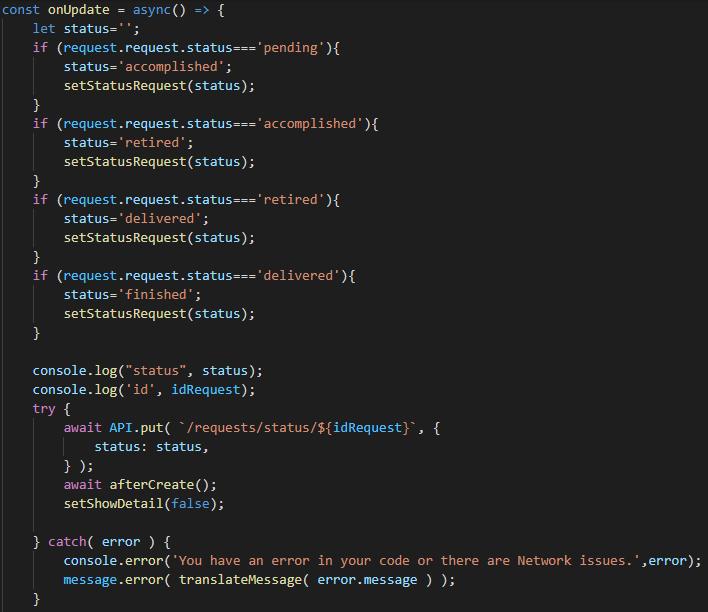 const onUpdate = async() => {
    let status='';
    if (request.request.status==='pending'){
        status='accomplished';
        setStatusRequest(status);
    }
    if (request.request.status==='accomplished'){
        status='retired';
        setStatusRequest(status);
    }
    if (request.request.status==='retired'){
        status='delivered';
        setStatusRequest(status);
    }
    if (request.request.status==='delivered'){
        status='finished';
        setStatusRequest(status);
    }

    console.log("status", status);
    console.log('id', idRequest);
    try {
        await API.put( `/requests/status/${idRequest}`, {
            status: status,
        } );
        await afterCreate();
        setShowDetail(false);

    } catch( error ) {
        console.error('You have an error in your code or there are Network issues.',error);
        message.error( translateMessage( error.message ) );
    }